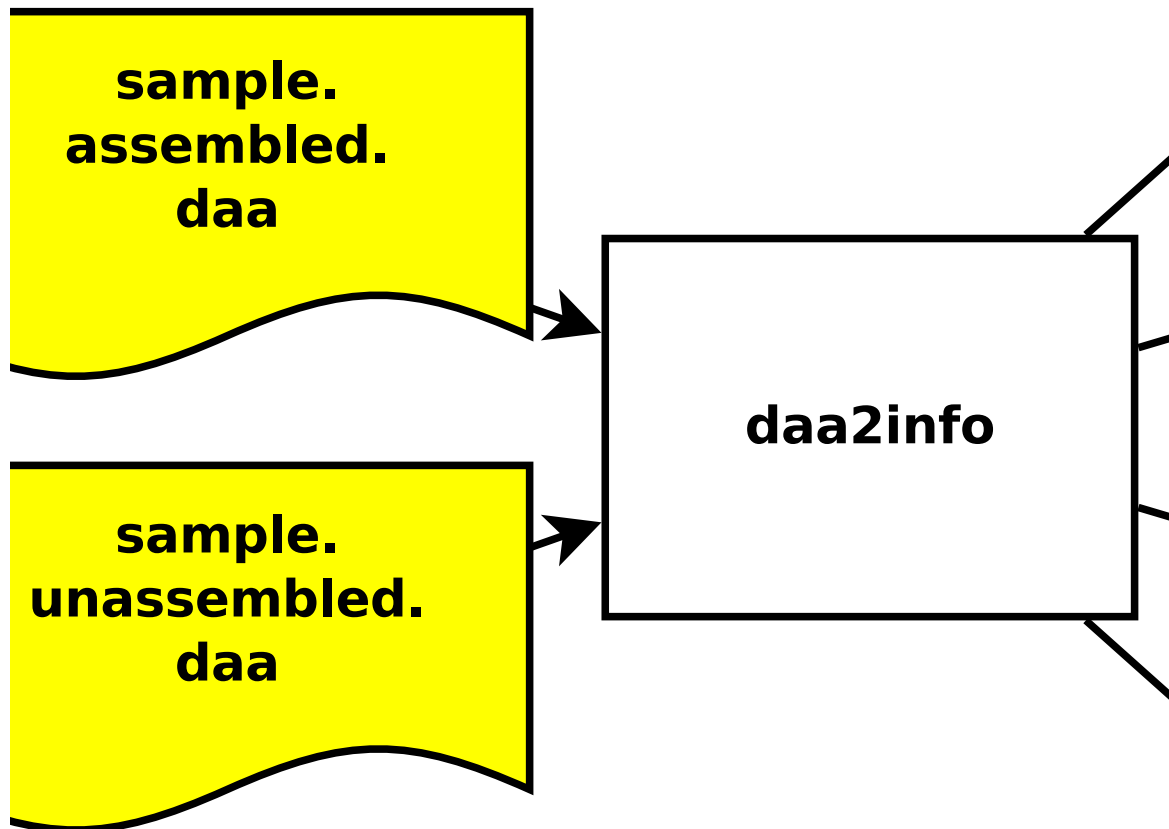 sample.
assembled.
daa
daa2info
sample.
unassembled.
daa